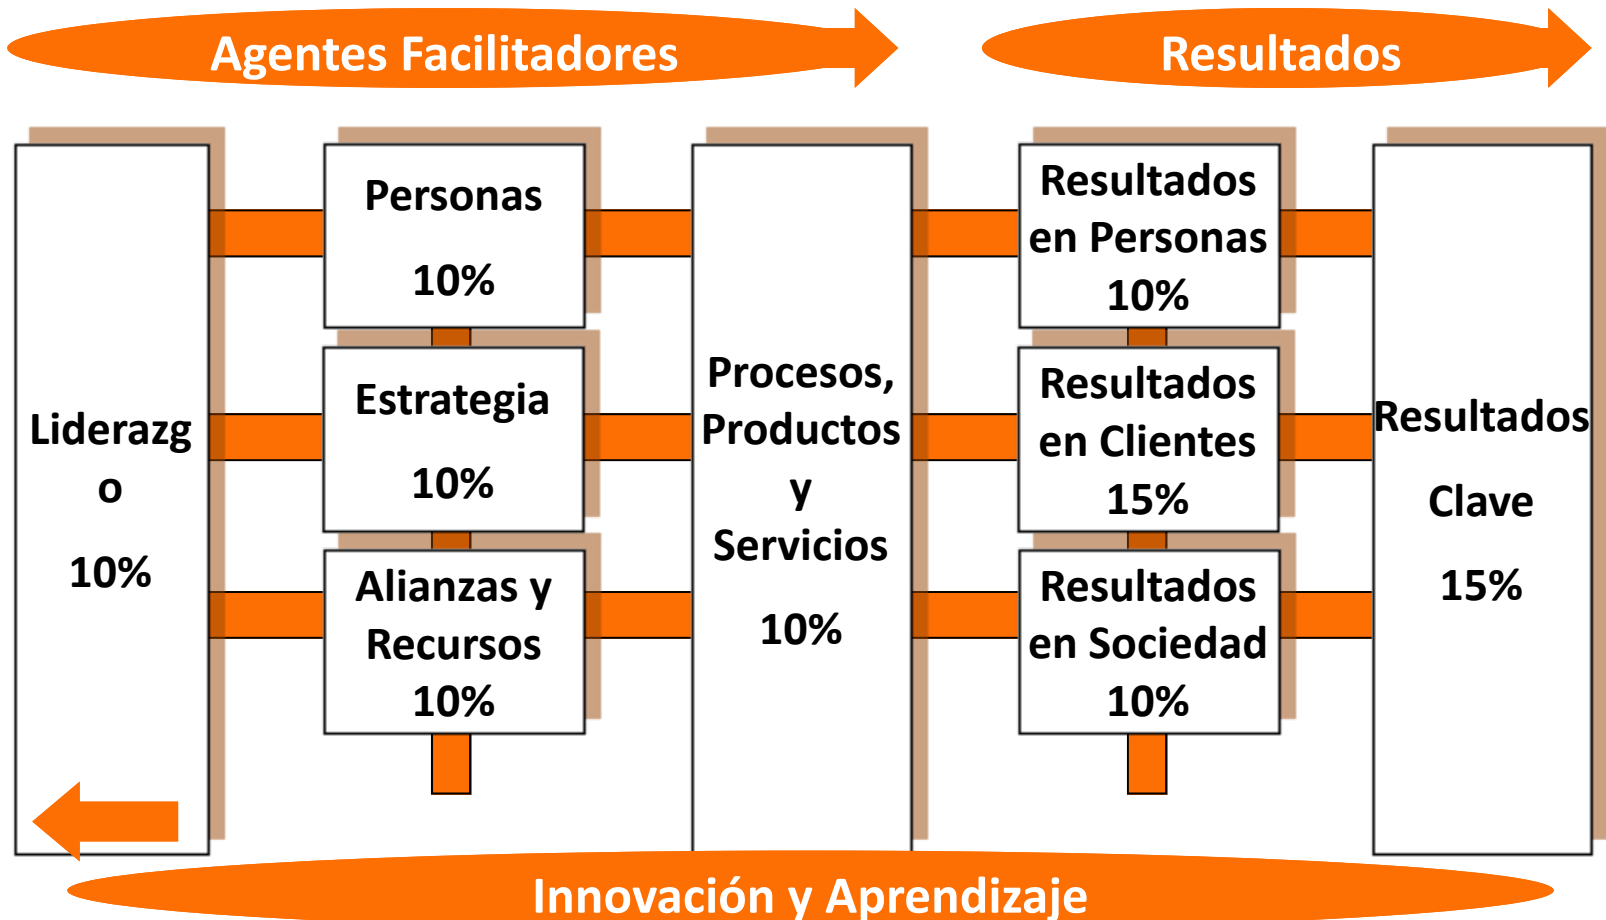 Agentes Facilitadores
Resultados
Liderazg
o
10%
Personas
10%
Estrategia
10%
Alianzas y
Recursos
10%
Procesos,
Productos
y
Servicios
10%
Resultados
en Personas
10%
Resultados
en Clientes
15%
Resultados
en Sociedad
10%
Resultados
Clave
15%
Innovación y Aprendizaje